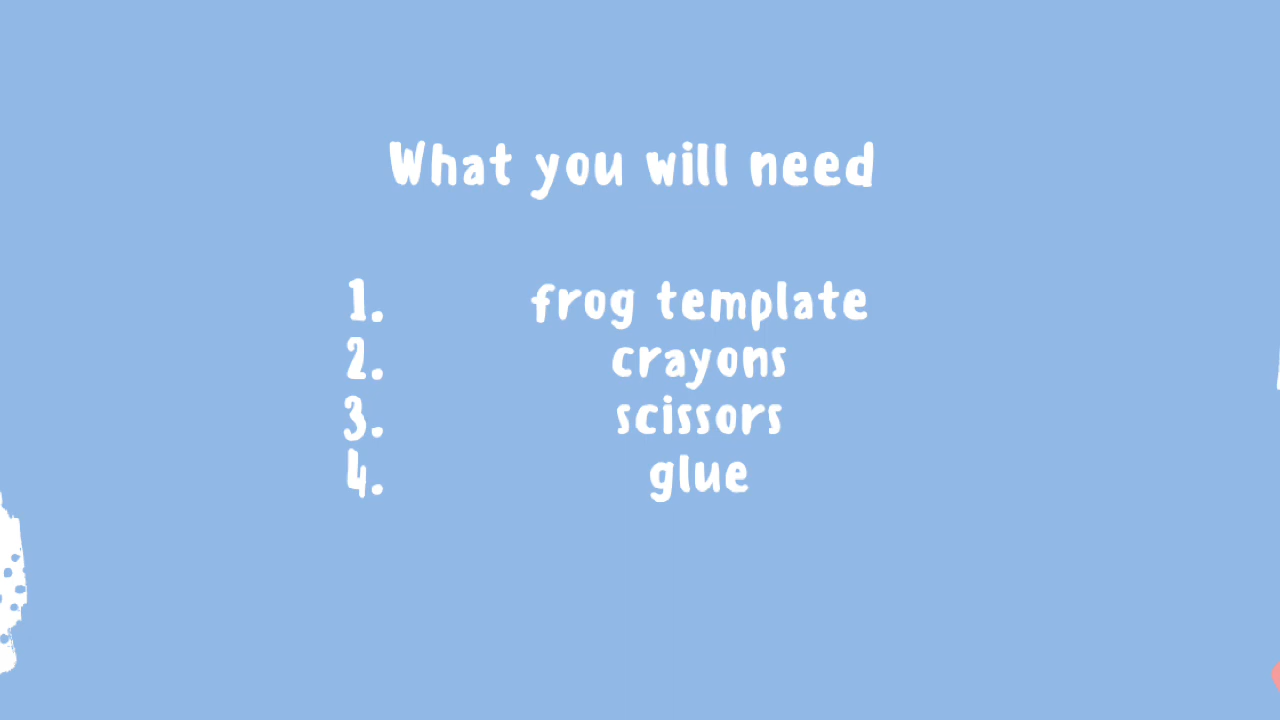 What you will need
1. frog template
2. crayons
3. scissors
4. glue